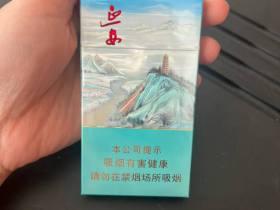 延安
本公司提示
吸烟有害健康
请勿在禁烟场所吸烟